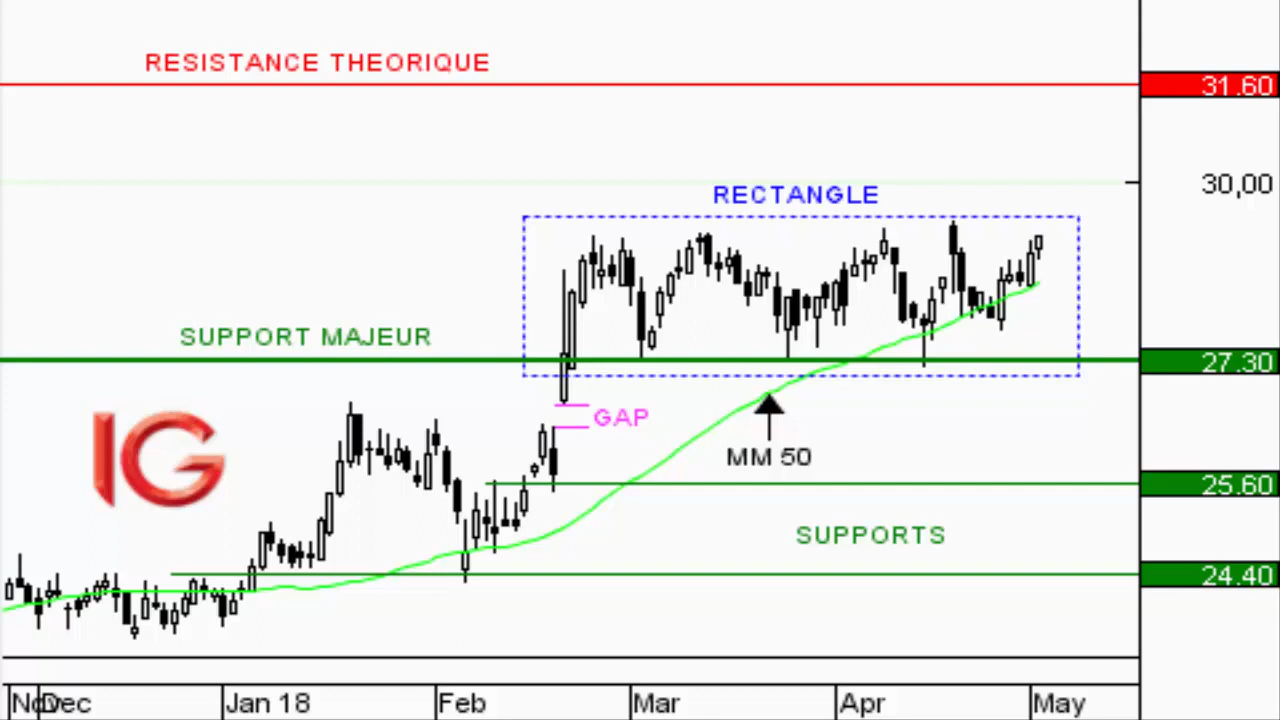 RESISTANCE THEORIQUE
31.60
30,00
RECTANGLE
SUPPORT MAJEUR
27.30
GAP
IG
MM 50
25.60
SUPPORTS
24.40
Nov Dec Jan 18 Feb Mar Apr May